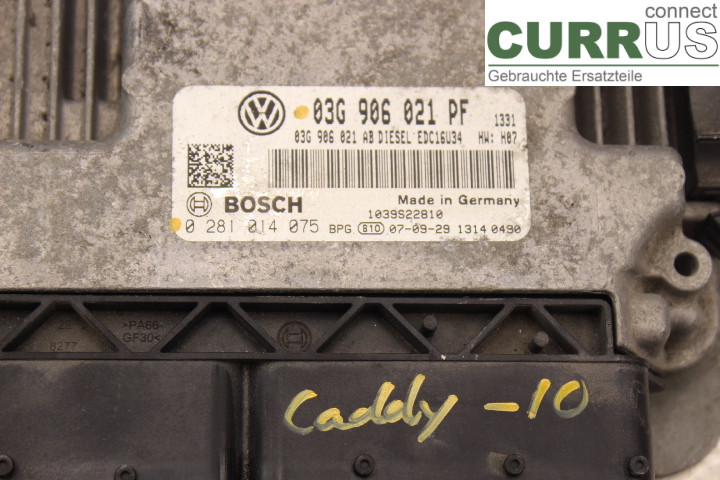 connect
CURRUS
Gebrauchte Ersatzteile
03G 906 021 PF 1331
03G 906 021 AB DIESEL EDC16U34 HW: H07
Made in Germany
BOSCH 1039S22810
0 281 014 075 BPG 810 07-09-29 1314 0490
>PA66-
GF30<
8277
Caddy -10